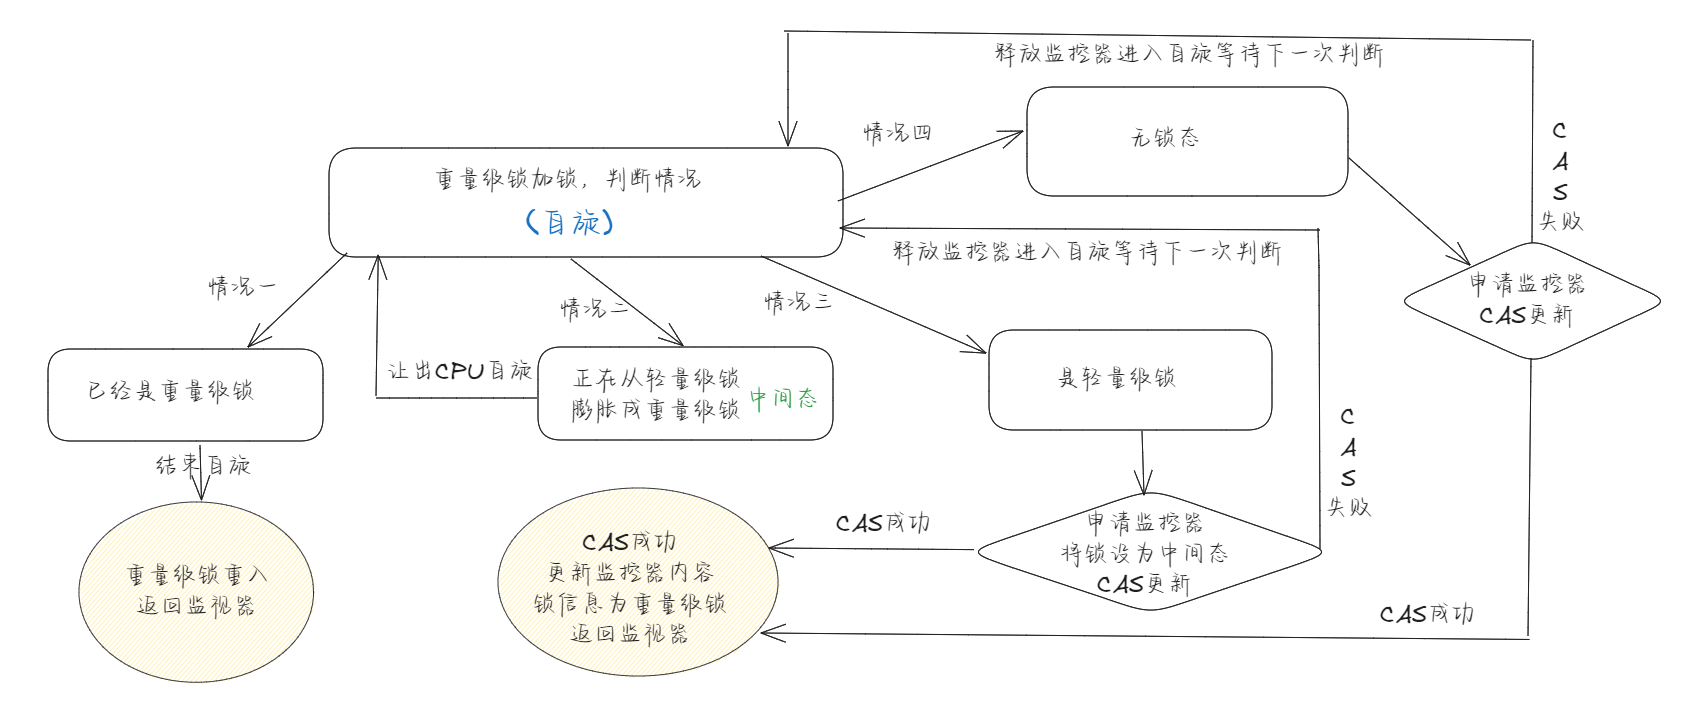 释放监控器进入自旋等待下一次判断
情况四
无锁态
C
A
S
失败
重量级锁加锁，判断情况
（自旋）
释放监控器进入自旋等待下一次判断
申请监控器
CAS更新
情况一
情况二
情况三
已经是重量级锁
让出CPU自旋
正在从轻量级锁
膨胀成重量级锁
中间态
是轻量级锁
C
A
S
失败
结束自旋
重量级锁重入
返回监视器
CAS成功
更新监控器内容
锁信息为重量级锁
返回监视器
CAS成功
申请监控器
将锁设为中间态
CAS更新
CAS成功